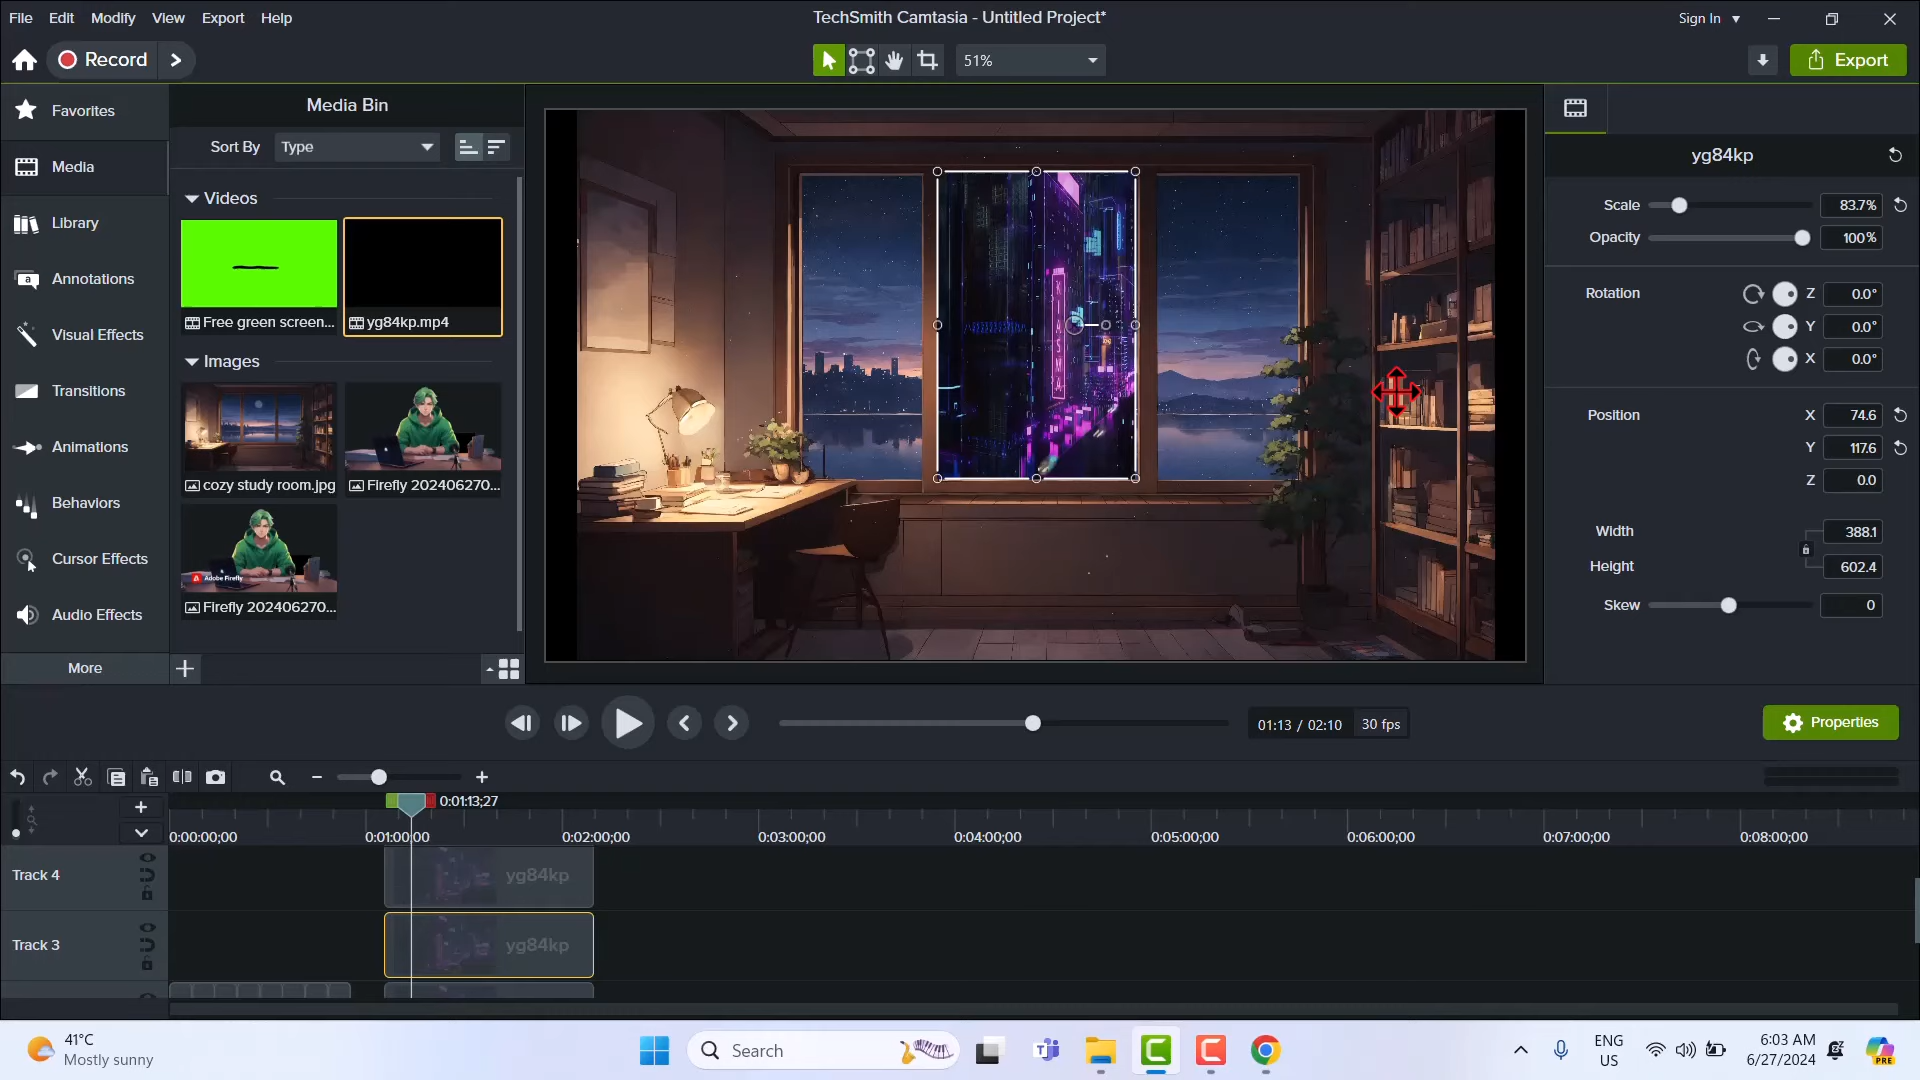 File Edit Modify View Export Help
TechSmith Camtasia - Untitled Project*
Sign In
Record
51%
Export
Favorites
Media
Library
Annotations
Visual Effects
Transitions
Animations
Behaviors
Cursor Effects
Audio Effects
More
Media Bin
Sort By Type
Videos
Free green screen...
yg84kp.mp4
Images
cozy study room.jpg
Firefly 202406270...
Adobe Firefly
Firefly 202406270...
KIASMA
yg84kp
Scale 83.7%
Opacity 100%
Rotation Z 0.0°
Y 0.0°
X 0.0°
Position X 74.6
Y 117.6
Z 0.0
Width 388.1
Height 602.4
Skew 0
01:13 / 02:10 30 fps
Properties
0:01:13;27
0:00:00;00 0:01:00;00 0:02:00;00 0:03:00;00 0:04:00;00 0:05:00;00 0:06:00;00 0:07:00;00 0:08:00;00
Track 4
yg84kp
Track 3
yg84kp
41°C
Mostly sunny
Search
ENG
US
6:03 AM
6/27/2024
PRE